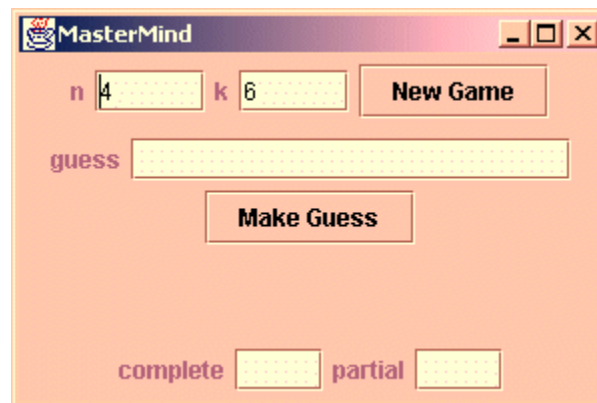 MasterMind
n 4 k 6 New Game
guess
Make Guess
complete partial